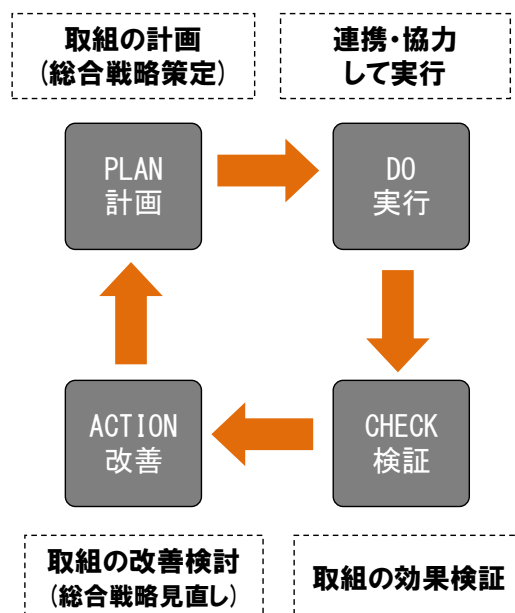 取組の計画
(総合戦略策定)
連携・協力
して実行
PLAN
計画
DO
実行
ACTION
改善
CHECK
検証
取組の改善検討
(総合戦略見直し)
取組の効果検証